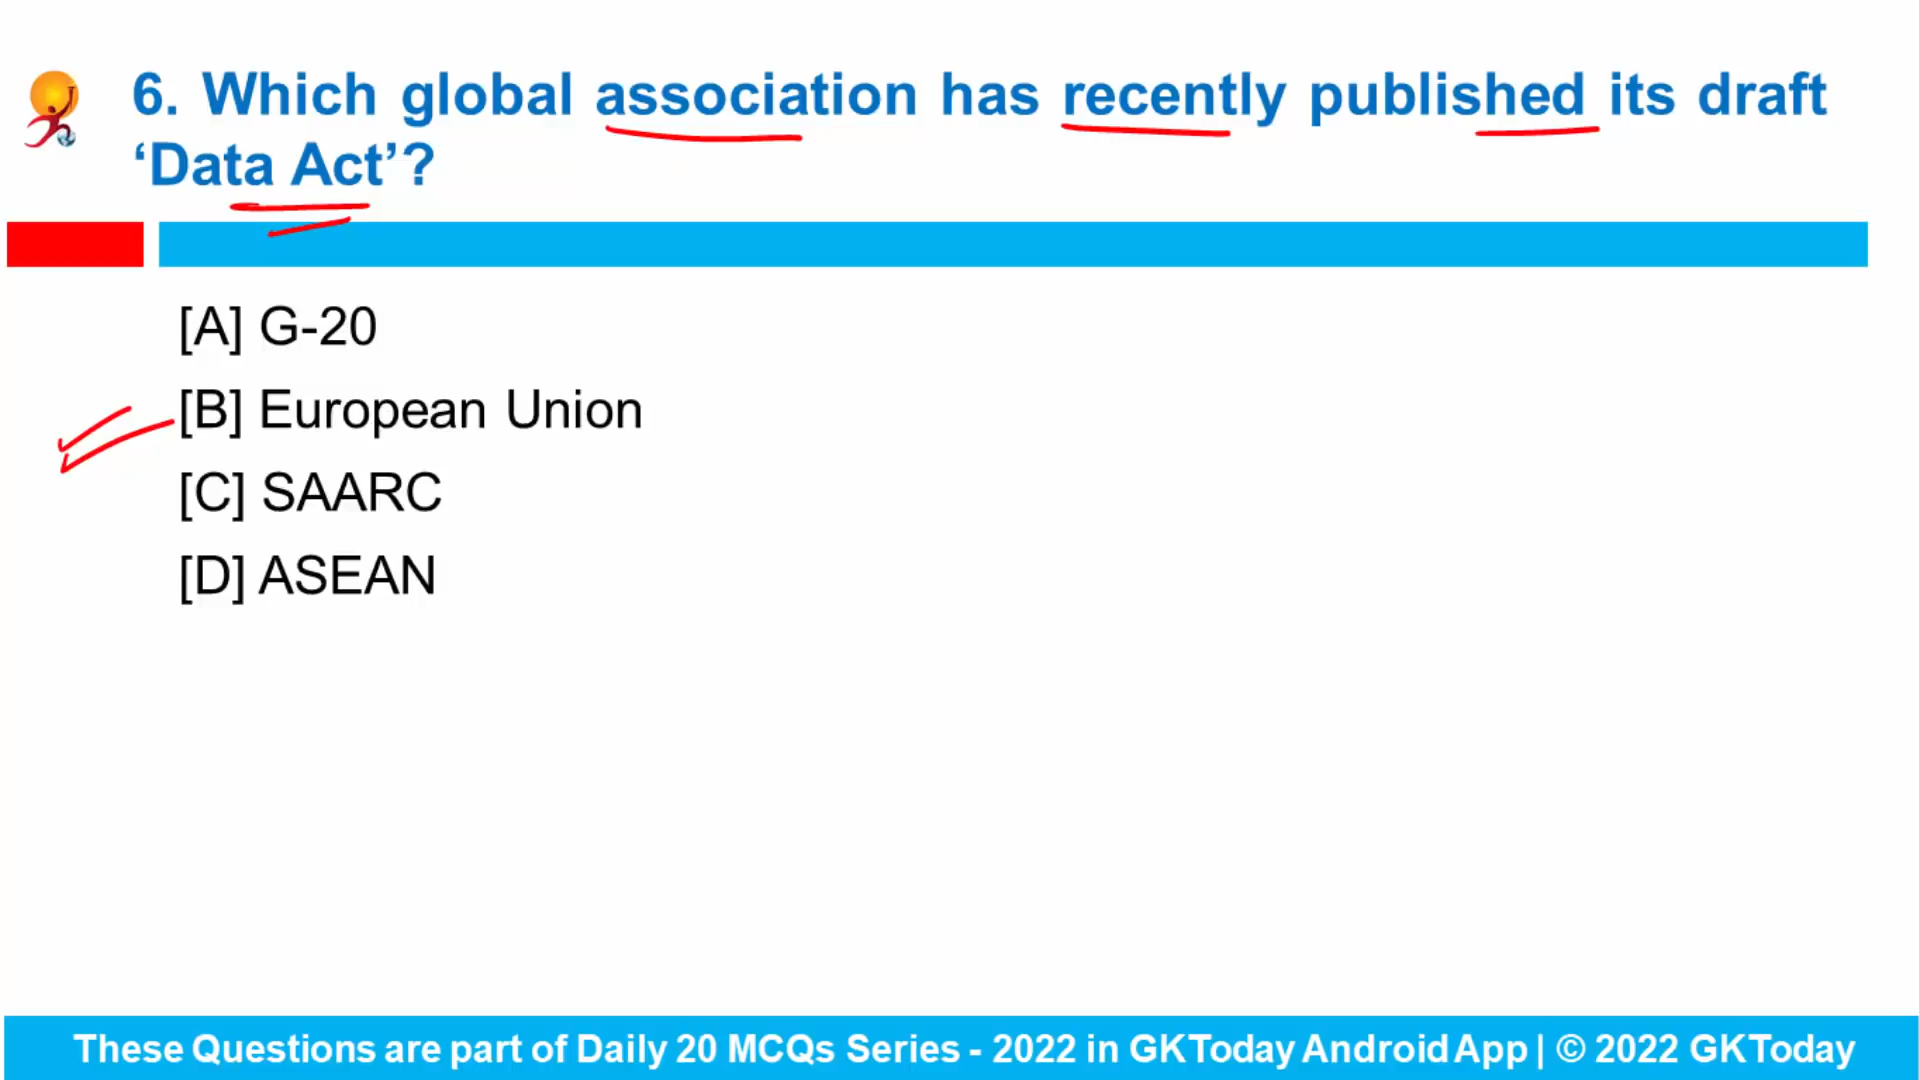 6. Which global association has recently published its draft
‘Data Act’?
[A] G-20
[B] European Union
[C] SAARC
[D] ASEAN
These Questions are part of Daily 20 MCQs Series - 2022 in GKToday Android App | © 2022 GKToday